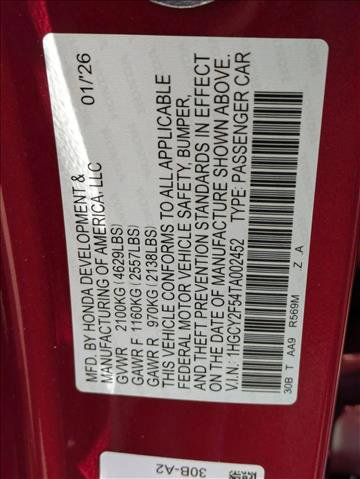 MFD. BY HONDA DEVELOPMENT & 01/'26
MANUFACTURING OF AMERICA, LLC
GVWR 2100KG (4629LBS)
GAWR F 1160KG (2557LBS)
GAWR R 970KG (2138LBS)
THIS VEHICLE CONFORMS TO ALL APPLICABLE
FEDERAL MOTOR VEHICLE SAFETY, BUMPER,
AND THEFT PREVENTION STANDARDS IN EFFECT
ON THE DATE OF MANUFACTURE SHOWN ABOVE.
V.I.N: 1HGCY2F54TA002452 TYPE: PASSENGER CAR
30B T AA9 R569M Z A
30B-A2